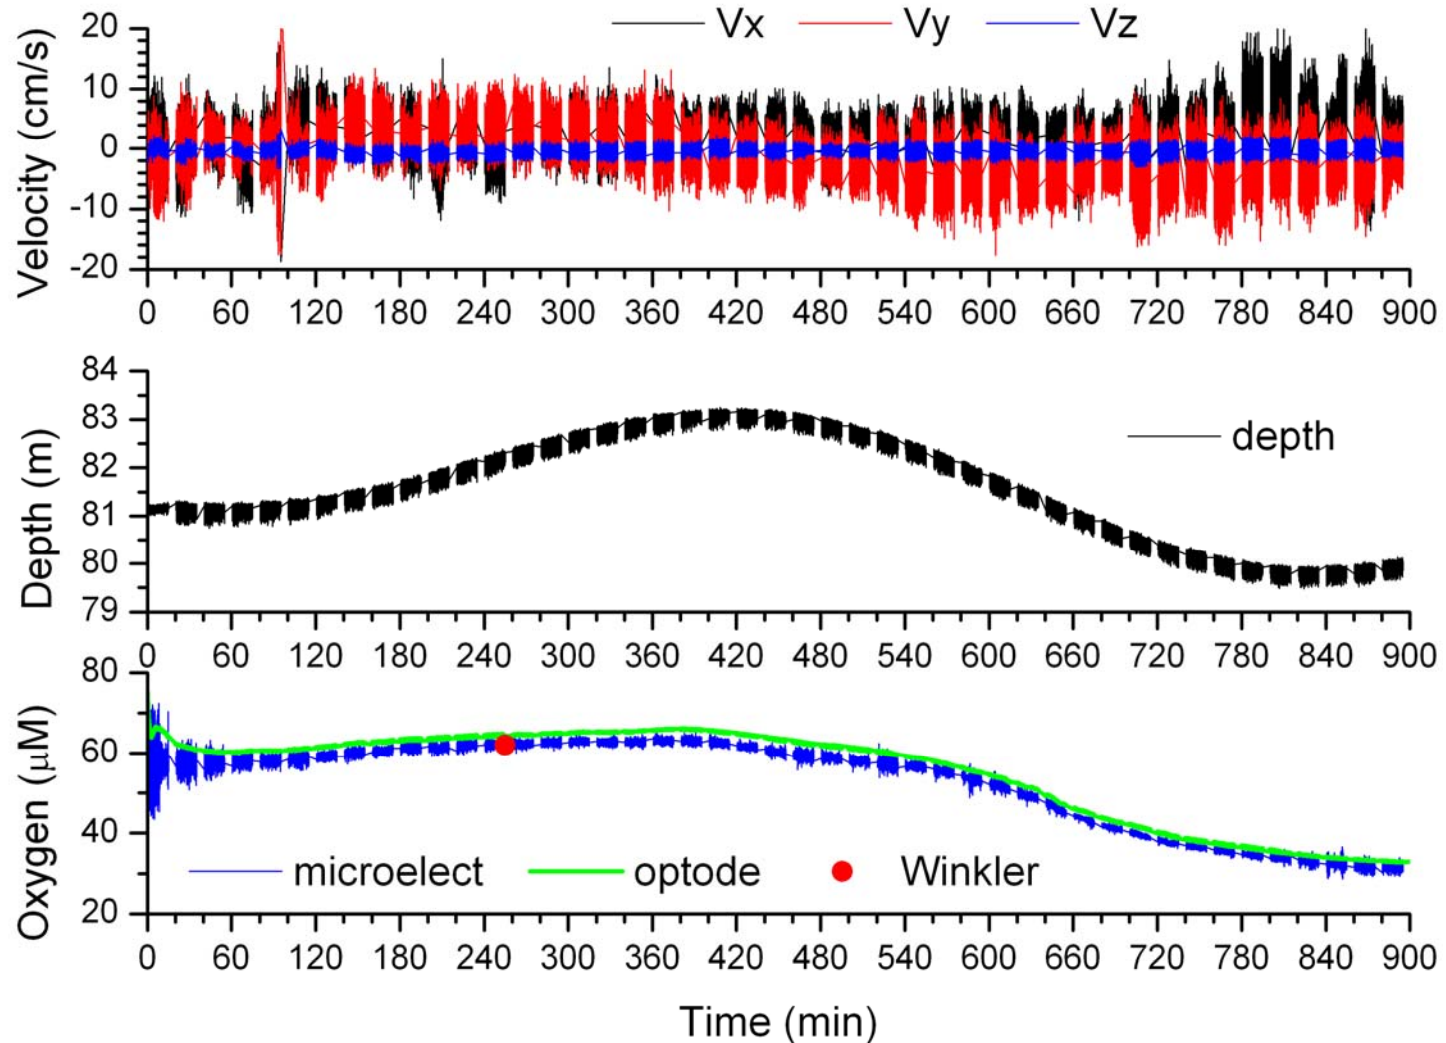 Vx Vy Vz
Velocity (cm/s)
20
10
0
-10
-20
0 60 120 180 240 300 360 420 480 540 600 660 720 780 840 900
Depth (m)
84
83
82
81
80
79
depth
0 60 120 180 240 300 360 420 480 540 600 660 720 780 840 900
Oxygen (μM)
80
60
40
20
microelect optode Winkler
0 60 120 180 240 300 360 420 480 540 600 660 720 780 840 900
Time (min)